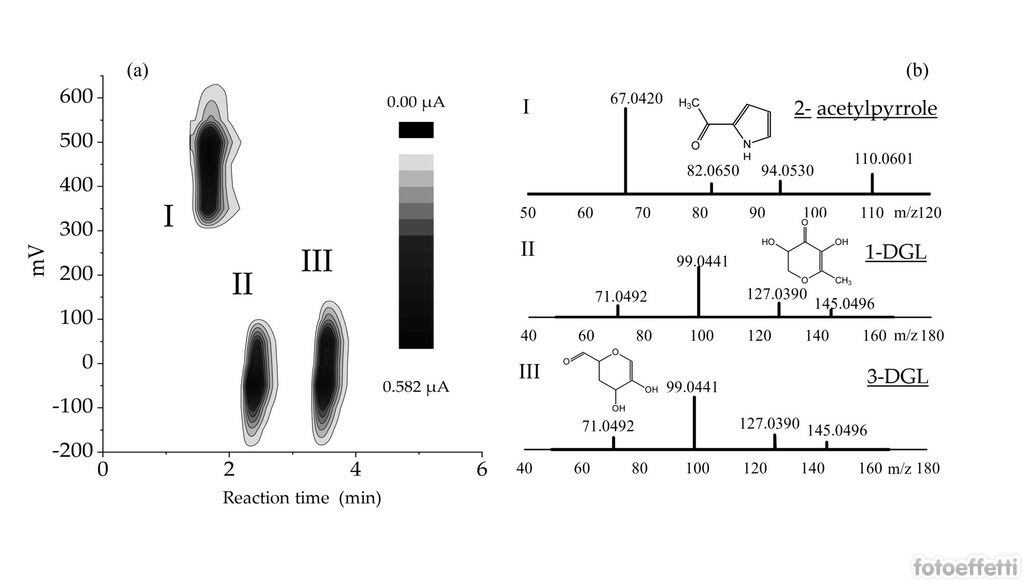 (a)
600
500
400
300
200
100
0
-100
-200
mV
0
2
4
6
Reaction time (min)
I
II
III
0.00 µA
0.582 µA
(b)
I
67.0420
H₃C
O
N
H
2- acetylpyrrole
82.0650
94.0530
110.0601
50 60 70 80 90 100 110 m/z120
II
O
HO
OH
O
CH₃
1-DGL
99.0441
71.0492
127.0390
145.0496
40 60 80 100 120 140 160 m/z 180
III
O
O
OH
OH
3-DGL
99.0441
71.0492
127.0390
145.0496
40 60 80 100 120 140 160 m/z 180
fotoeffetti